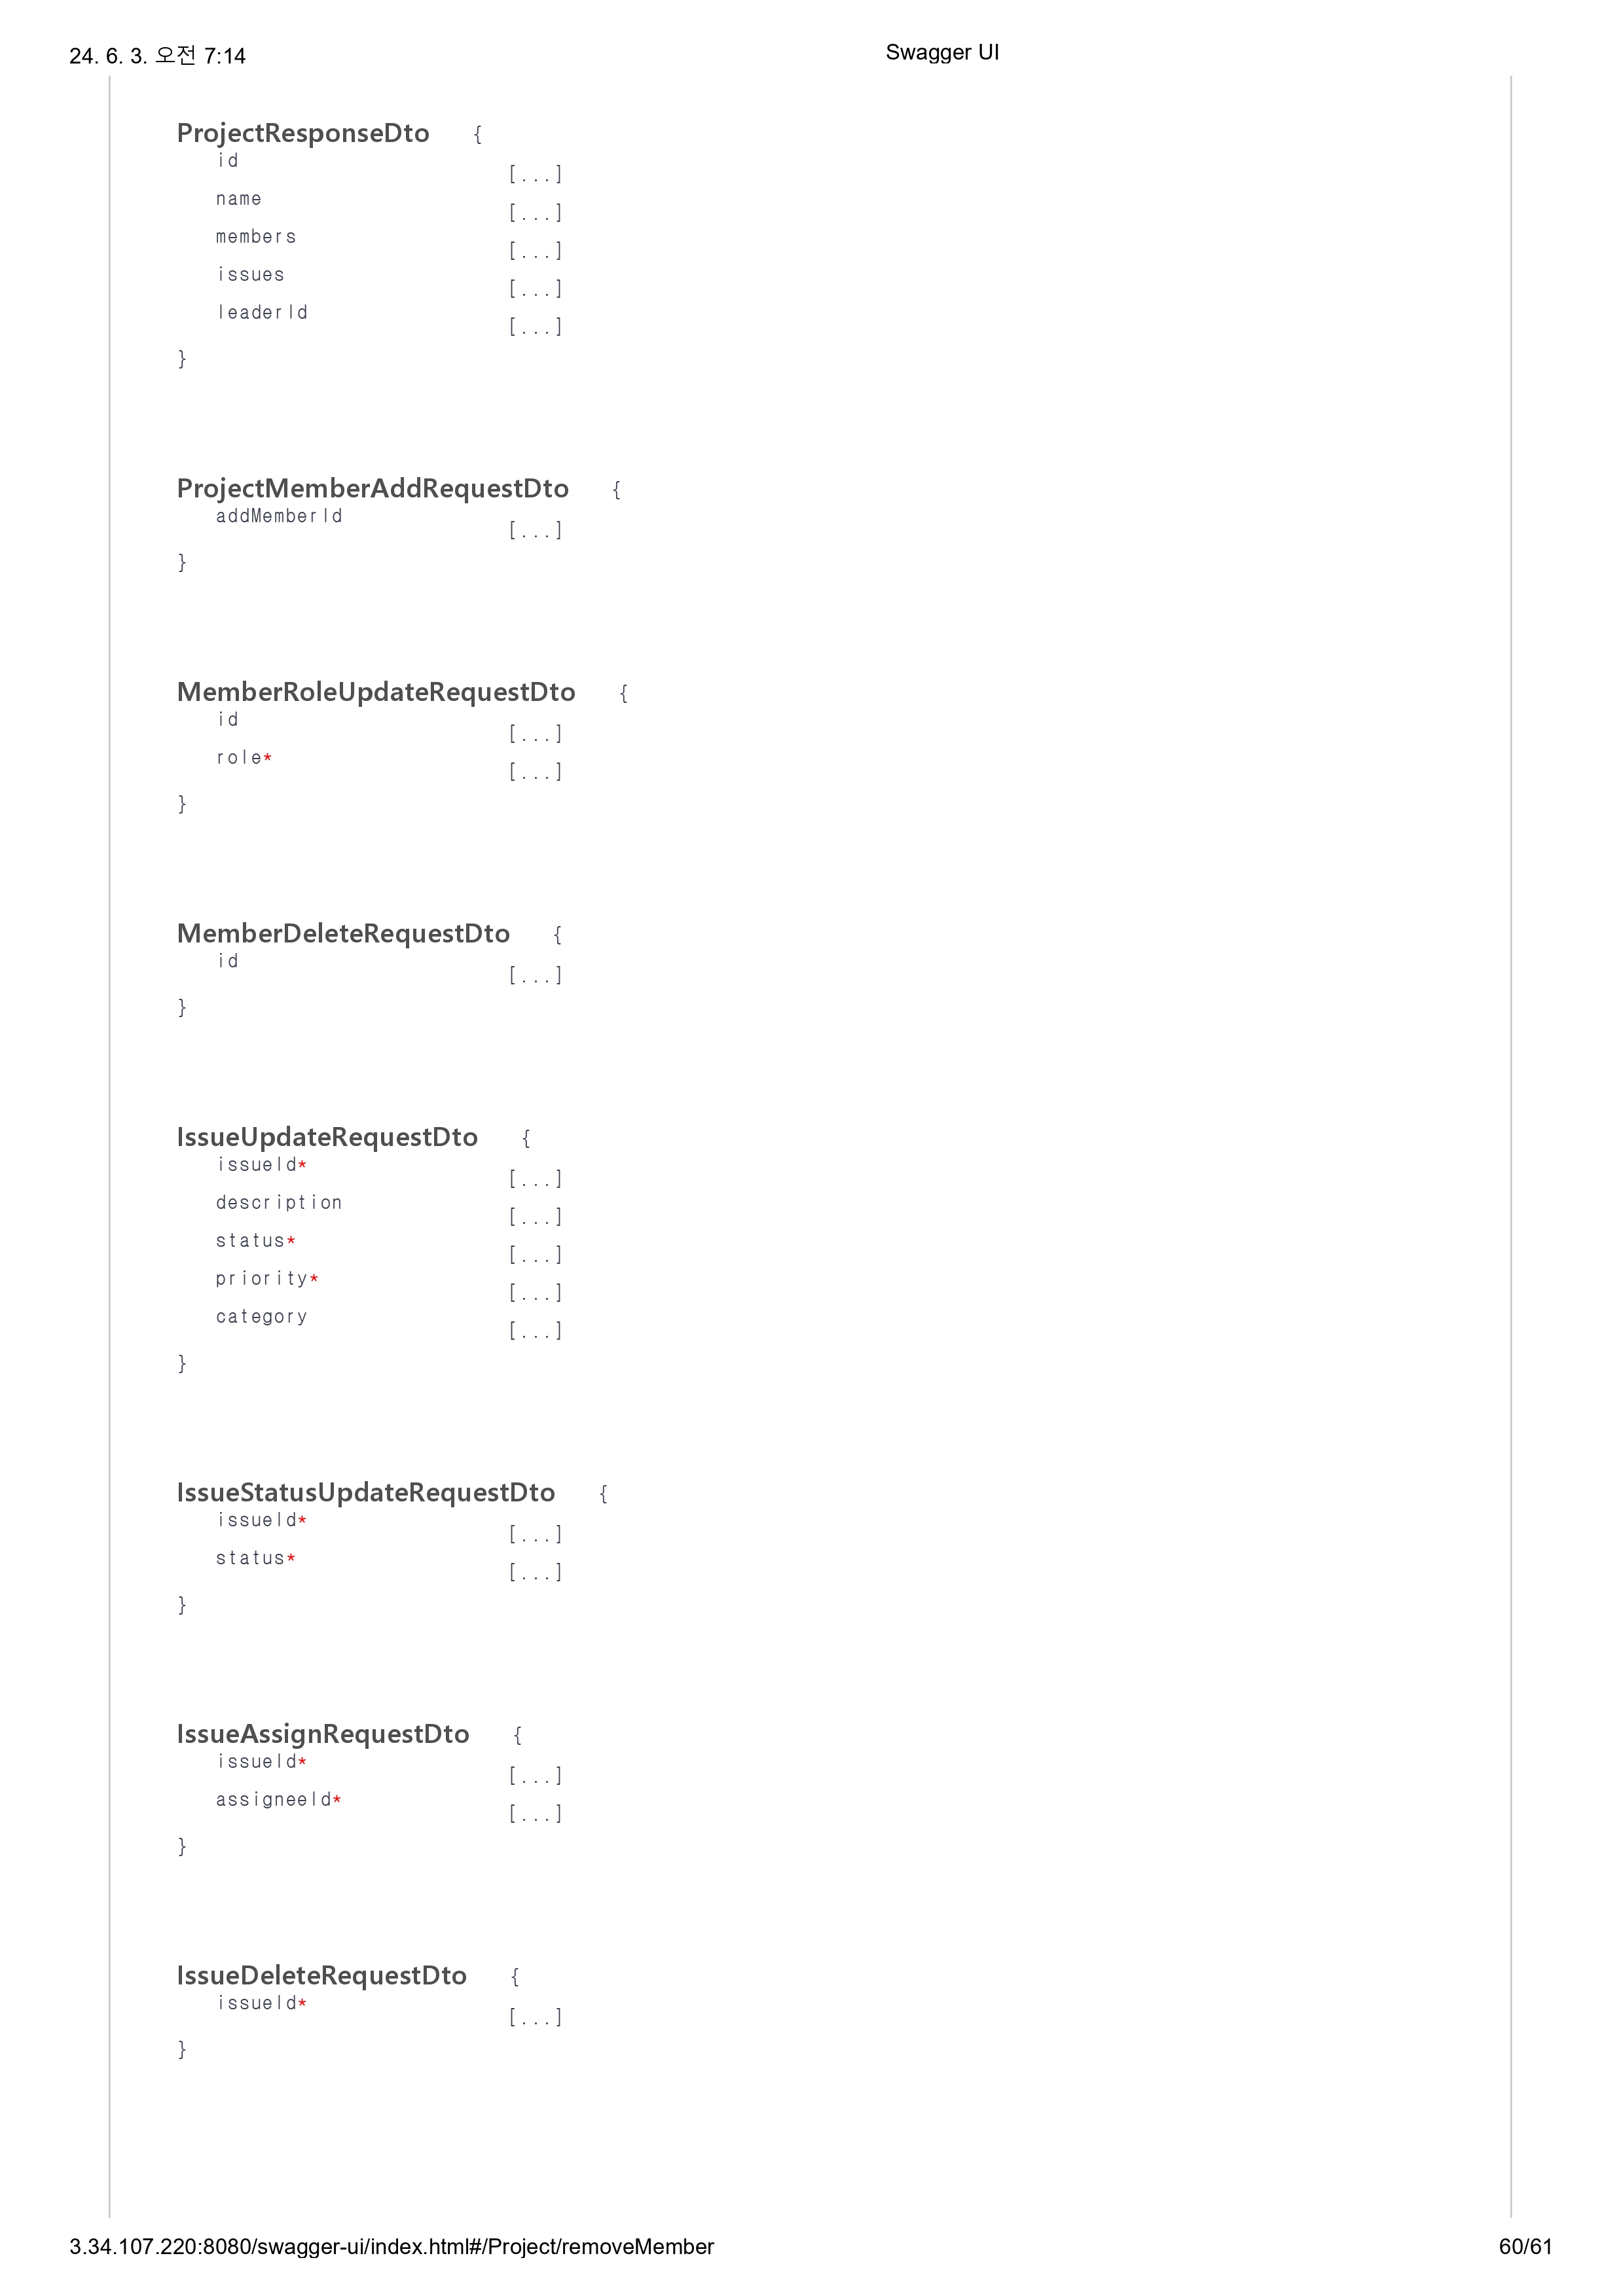 24. 6. 3. 오전 7:14 Swagger UI
ProjectResponseDto {
id [...]
name [...]
members [...]
issues [...]
leaderId [...]
}
ProjectMemberAddRequestDto {
addMemberId [...]
}
MemberRoleUpdateRequestDto {
id [...]
role* [...]
}
MemberDeleteRequestDto {
id [...]
}
IssueUpdateRequestDto {
issueId* [...]
description [...]
status* [...]
priority* [...]
category [...]
}
IssueStatusUpdateRequestDto {
issueId* [...]
status* [...]
}
IssueAssignRequestDto {
issueId* [...]
assigneeId* [...]
}
IssueDeleteRequestDto {
issueId* [...]
}
3.34.107.220:8080/swagger-ui/index.html#/Project/removeMember 60/61